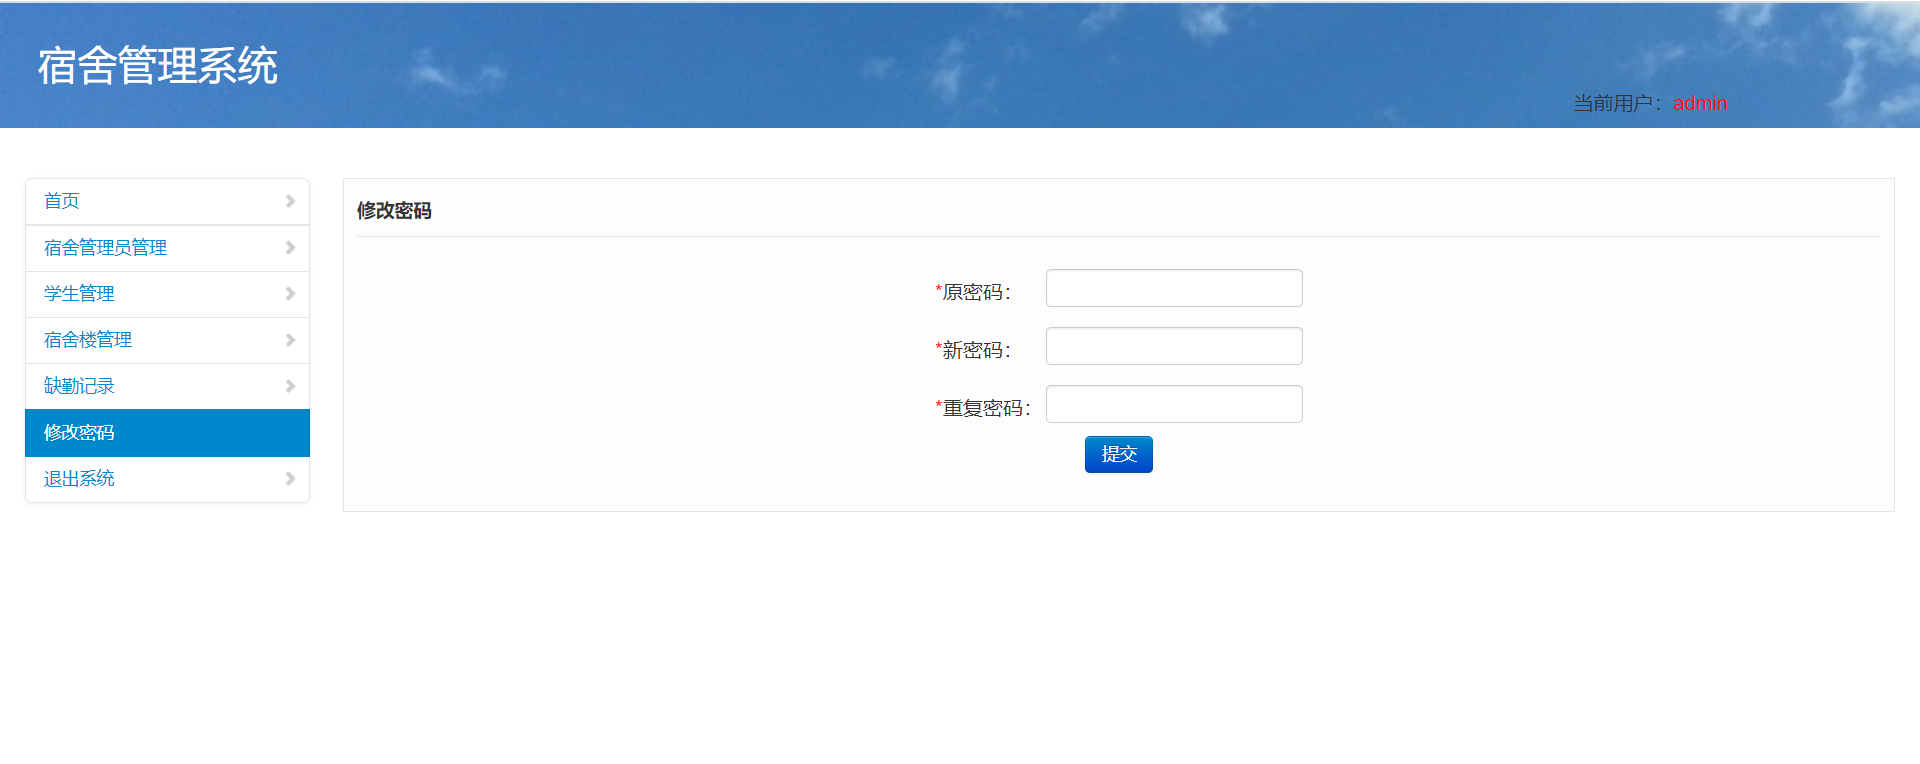 宿舍管理系统
当前用户：admin
首页
宿舍管理员管理
学生管理
宿舍楼管理
缺勤记录
修改密码
退出系统
修改密码
*原密码：
*新密码：
*重复密码：
提交